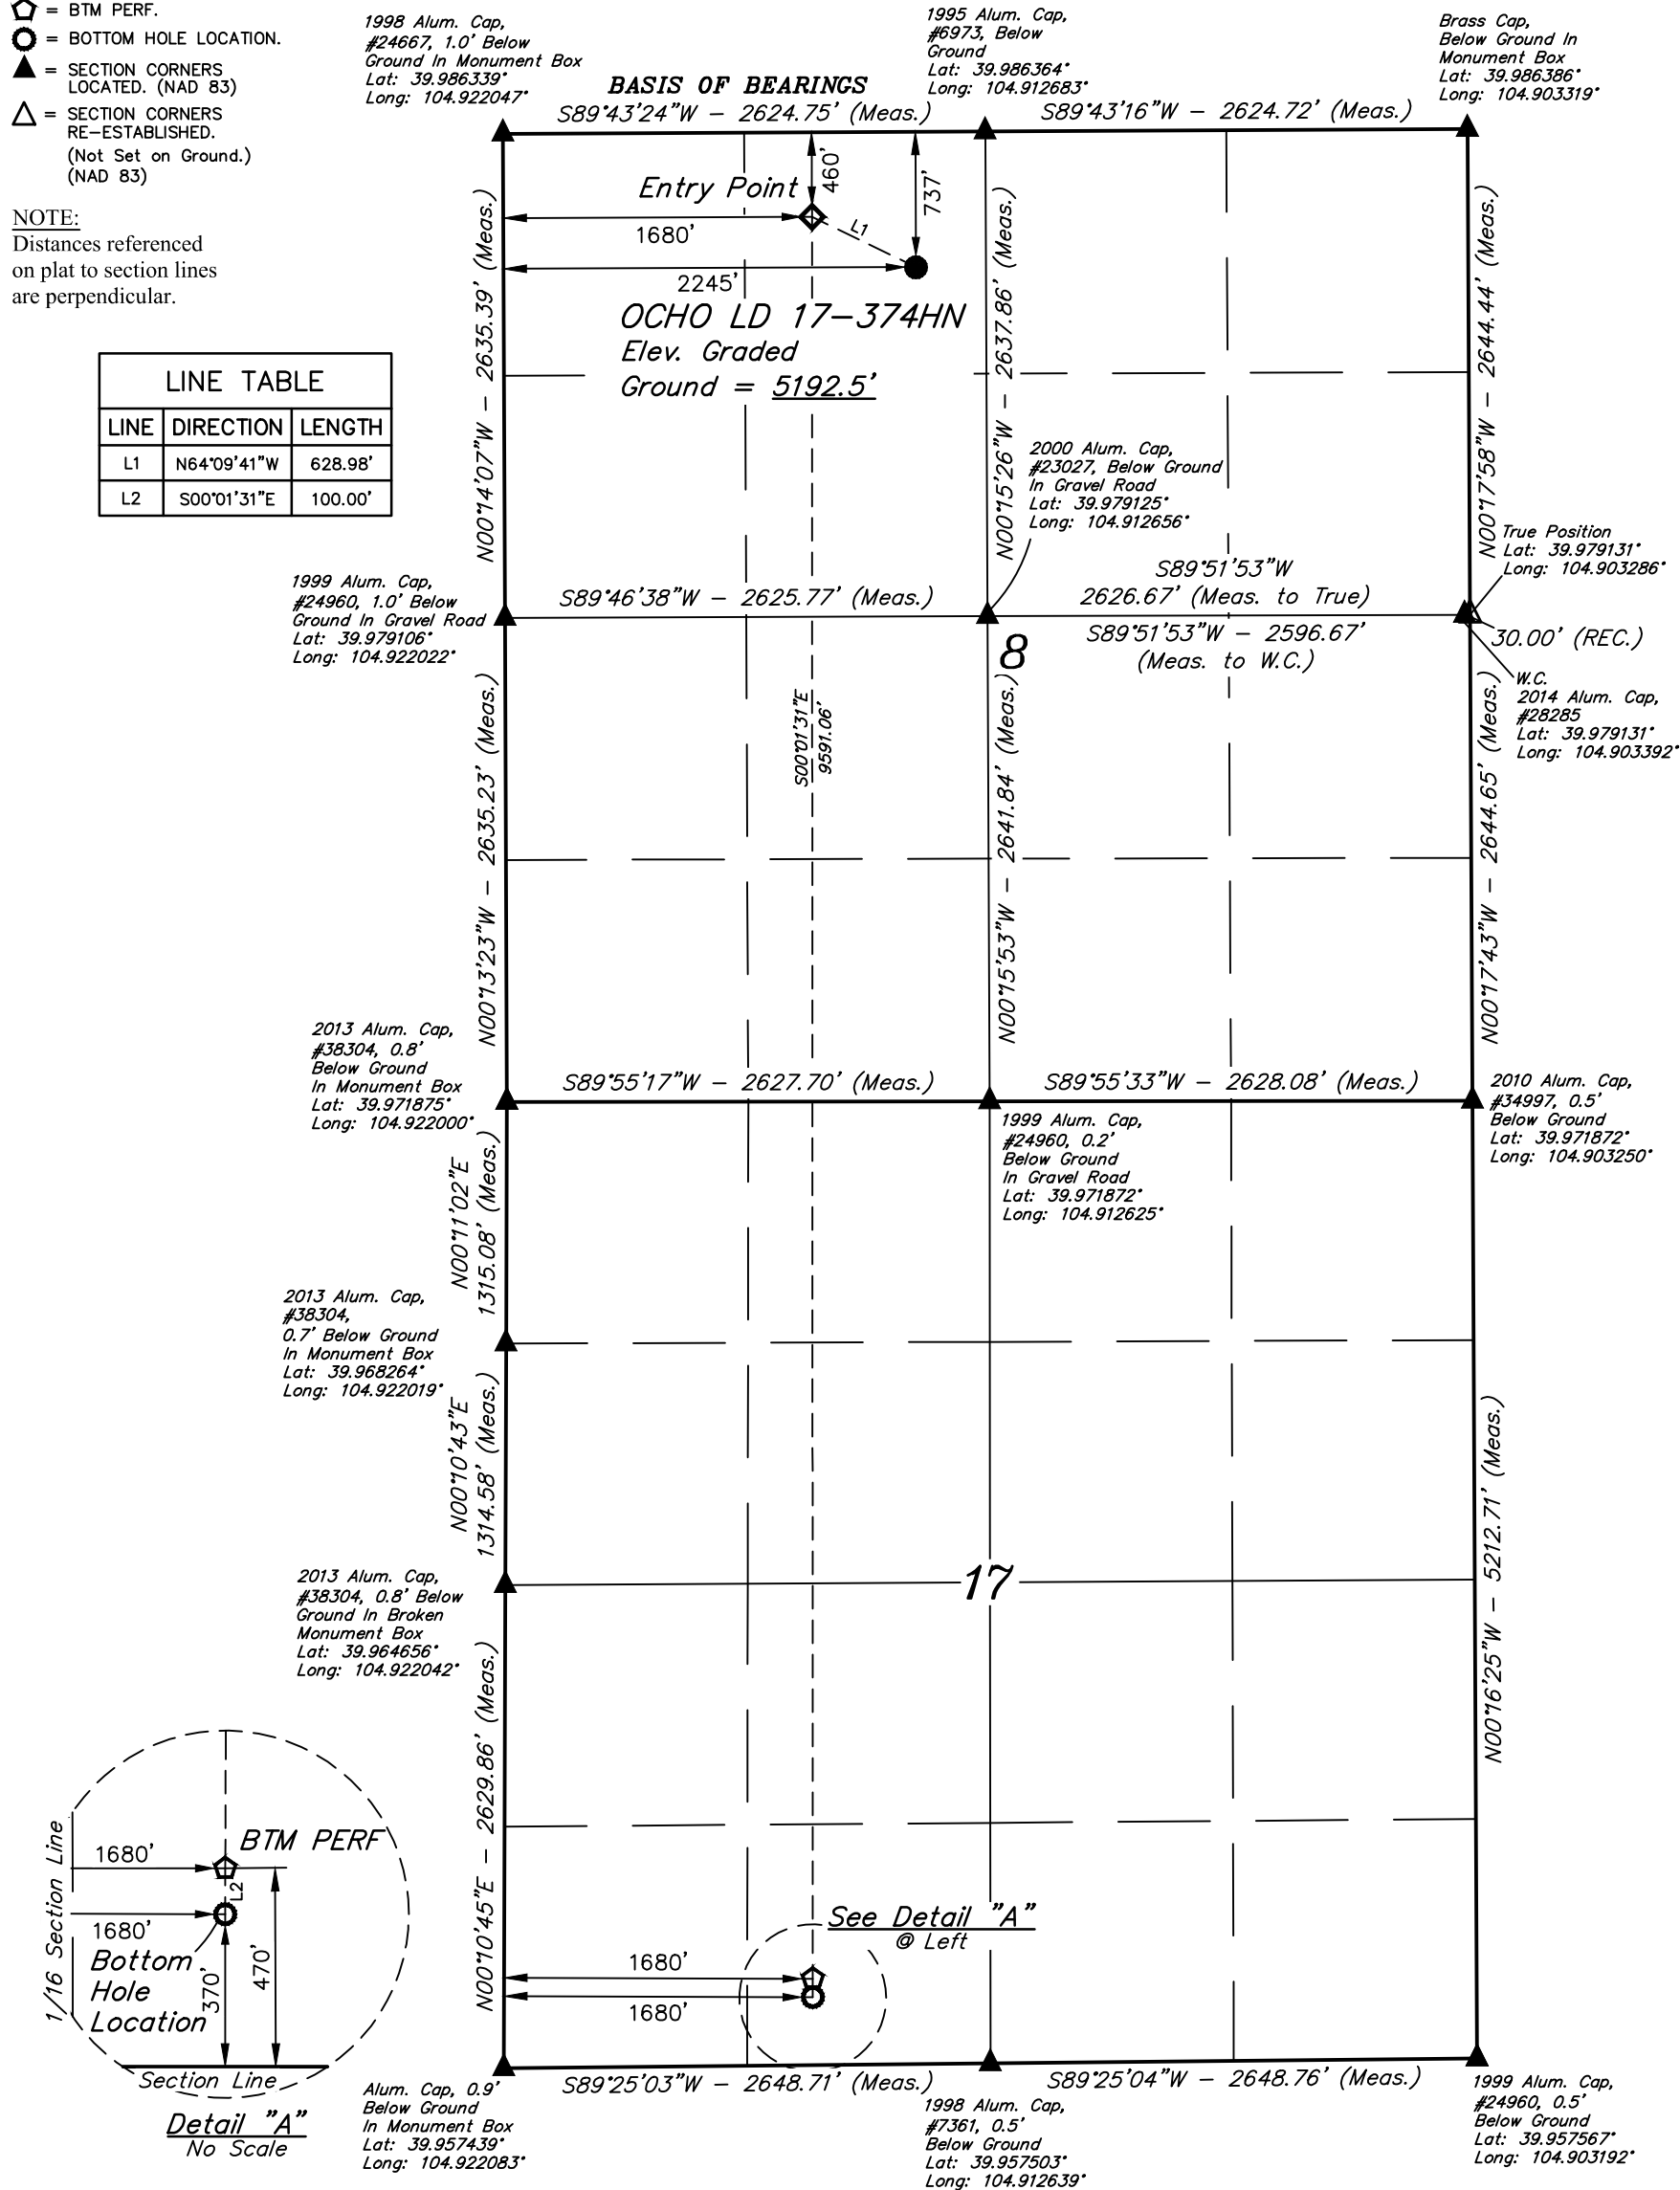 = BTM PERF.
= BOTTOM HOLE LOCATION.
= SECTION CORNERS
LOCATED. (NAD 83)
= SECTION CORNERS
RE-ESTABLISHED.
(Not Set on Ground.)
(NAD 83)
NOTE:
Distances referenced
on plat to section lines
are perpendicular.
LINE TABLE
LINE DIRECTION LENGTH
L1 N64°09'41"W 628.98'
L2 S00°01'31"E 100.00'
1998 Alum. Cap,
#24667, 1.0' Below
Ground In Monument Box
Lat: 39.986339°
Long: 104.922047°
BASIS OF BEARINGS
S89°43'24"W - 2624.75' (Meas.)
1995 Alum. Cap,
#6973, Below
Ground
Lat: 39.986364°
Long: 104.912683°
S89°43'16"W - 2624.72' (Meas.)
Brass Cap,
Below Ground In
Monument Box
Lat: 39.986386°
Long: 104.903319°
Entry Point
460'
737'
1680'
L1
2245'
OCHO LD 17-374HN
Elev. Graded
Ground = 5192.5'
N00°14'07"W - 2635.39' (Meas.)
N00°15'26"W - 2637.86' (Meas.)
N00°17'58"W - 2644.44' (Meas.)
2000 Alum. Cap,
#23027, Below Ground
In Gravel Road
Lat: 39.979125°
Long: 104.912656°
True Position
Lat: 39.979131°
Long: 104.903286°
1999 Alum. Cap,
#24960, 1.0' Below
Ground In Gravel Road
Lat: 39.979106°
Long: 104.922022°
S89°46'38"W - 2625.77' (Meas.)
S89°51'53"W
2626.67' (Meas. to True)
S89°51'53"W - 2596.67'
(Meas. to W.C.)
30.00' (REC.)
8
W.C.
2014 Alum. Cap,
#28285
Lat: 39.979131°
Long: 104.903392°
S00°01'31"E
9591.06'
N00°13'23"W - 2635.23' (Meas.)
N00°15'53"W - 2641.84' (Meas.)
N00°17'43"W - 2644.65' (Meas.)
2013 Alum. Cap,
#38304, 0.8'
Below Ground
In Monument Box
Lat: 39.971875°
Long: 104.922000°
S89°55'17"W - 2627.70' (Meas.)
S89°55'33"W - 2628.08' (Meas.)
2010 Alum. Cap,
#34997, 0.5'
Below Ground
Lat: 39.971872°
Long: 104.903250°
1999 Alum. Cap,
#24960, 0.2'
Below Ground
In Gravel Road
Lat: 39.971872°
Long: 104.912625°
N00°11'02"E
1315.08' (Meas.)
2013 Alum. Cap,
#38304,
0.7' Below Ground
In Monument Box
Lat: 39.968264°
Long: 104.922019°
N00°10'43"E
1314.58' (Meas.)
2013 Alum. Cap,
#38304, 0.8' Below
Ground In Broken
Monument Box
Lat: 39.964656°
Long: 104.922042°
17
N00°16'25"W - 5212.71' (Meas.)
N00°10'45"E - 2629.86' (Meas.)
See Detail "A"
@ Left
1680'
1680'
1/16 Section Line
1680'
BTM PERF
L2
1680'
Bottom
Hole
Location
370'
470'
Section Line
Detail "A"
No Scale
Alum. Cap, 0.9'
Below Ground
In Monument Box
Lat: 39.957439°
Long: 104.922083°
S89°25'03"W - 2648.71' (Meas.)
1998 Alum. Cap,
#7361, 0.5'
Below Ground
Lat: 39.957503°
Long: 104.912639°
S89°25'04"W - 2648.76' (Meas.)
1999 Alum. Cap,
#24960, 0.5'
Below Ground
Lat: 39.957567°
Long: 104.903192°